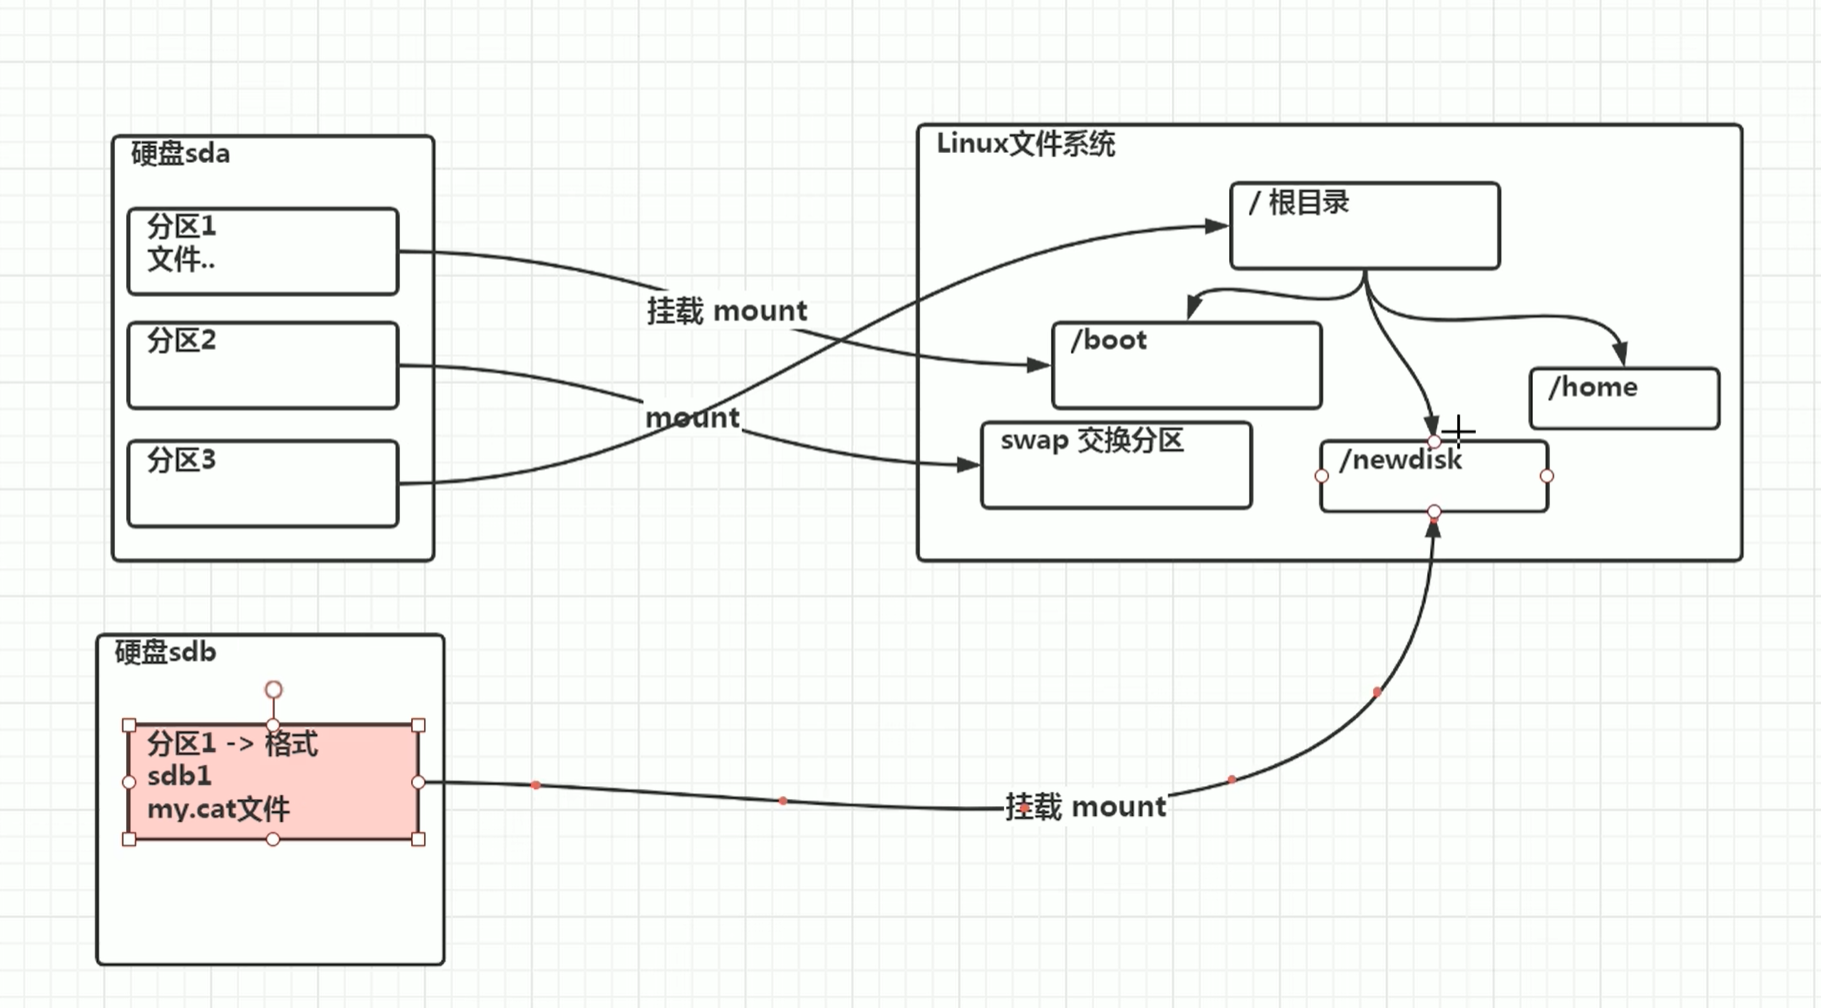 硬盘sda
分区1
文件..
分区2
分区3
挂载 mount
mount
Linux文件系统
/ 根目录
/boot
/home
swap 交换分区
/newdisk
硬盘sdb
分区1 -> 格式
sdb1
my.cat文件
挂载 mount